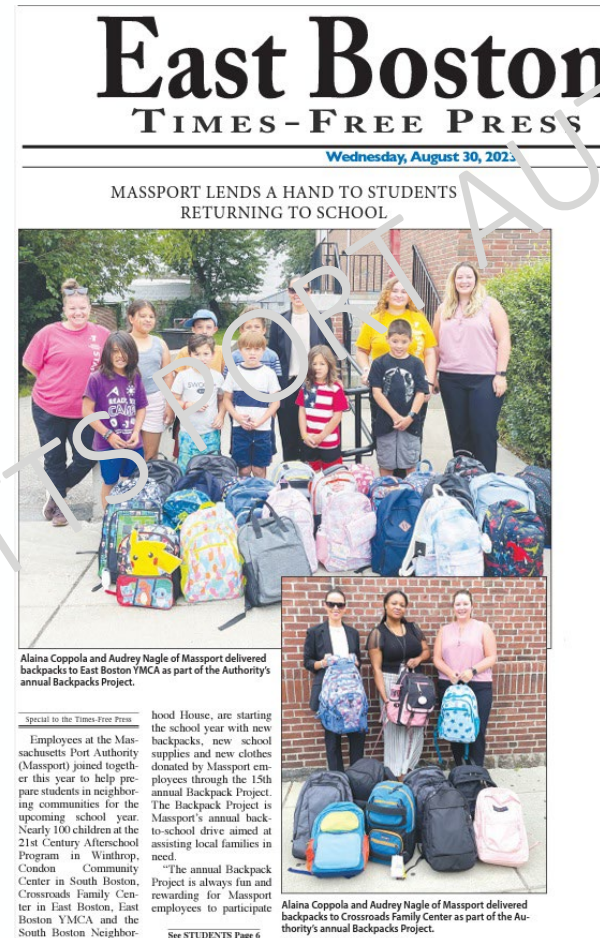 East Boston
TIMES-FREE PRESS
Wednesday, August 30, 2023
MASSPORT LENDS A HAND TO STUDENTS
RETURNING TO SCHOOL
Alaina Coppola and Audrey Nagle of Massport delivered
backpacks to East Boston YMCA as part of the Authority's
annual Backpacks Project.
Special to the Times-Free Press
Employees at the Mas-
sachusetts Port Authority
(Massport) joined togeth-
er this year to help pre-
pare students in neighbor-
ing communities for the
upcoming school year.
Nearly 100 children at the
21st Century Afterschool
Program in Winthrop,
Condon Community
Center in South Boston,
Crossroads Family Cen-
ter in East Boston, East
Boston YMCA and the
South Boston Neighbor-
hood House, are starting
the school year with new
backpacks, new school
supplies and new clothes
donated by Massport em-
ployees through the 15th
annual Backpack Project.
The Backpack Project is
Massport's annual back-
to-school drive aimed at
assisting local families in
need.
"The annual Backpack
Project is always fun and
rewarding for Massport
employees to participate
See STUDENTS Page 6
Alaina Coppola and Audrey Nagle of Massport delivered
backpacks to Crossroads Family Center as part of the Au-
thority's annual Backpacks Project.
TTS PORT AUT